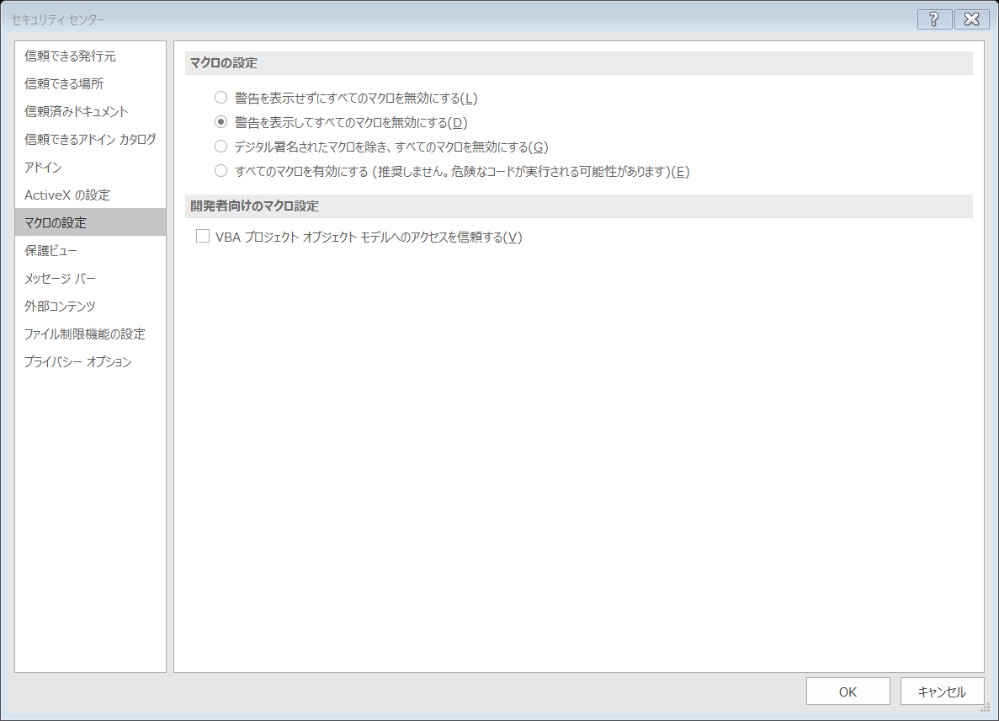 セキュリティ センター
信頼できる発行元
信頼できる場所
信頼済みドキュメント
信頼できるアドイン カタログ
アドイン
ActiveX の設定
マクロの設定
保護ビュー
メッセージ バー
外部コンテンツ
ファイル制限機能の設定
プライバシー オプション
マクロの設定
警告を表示せずにすべてのマクロを無効にする(L)
警告を表示してすべてのマクロを無効にする(D)
デジタル署名されたマクロを除き、すべてのマクロを無効にする(G)
すべてのマクロを有効にする (推奨しません。危険なコードが実行される可能性があります)(E)
開発者向けのマクロ設定
VBA プロジェクト オブジェクト モデルへのアクセスを信頼する(V)
OK
キャンセル